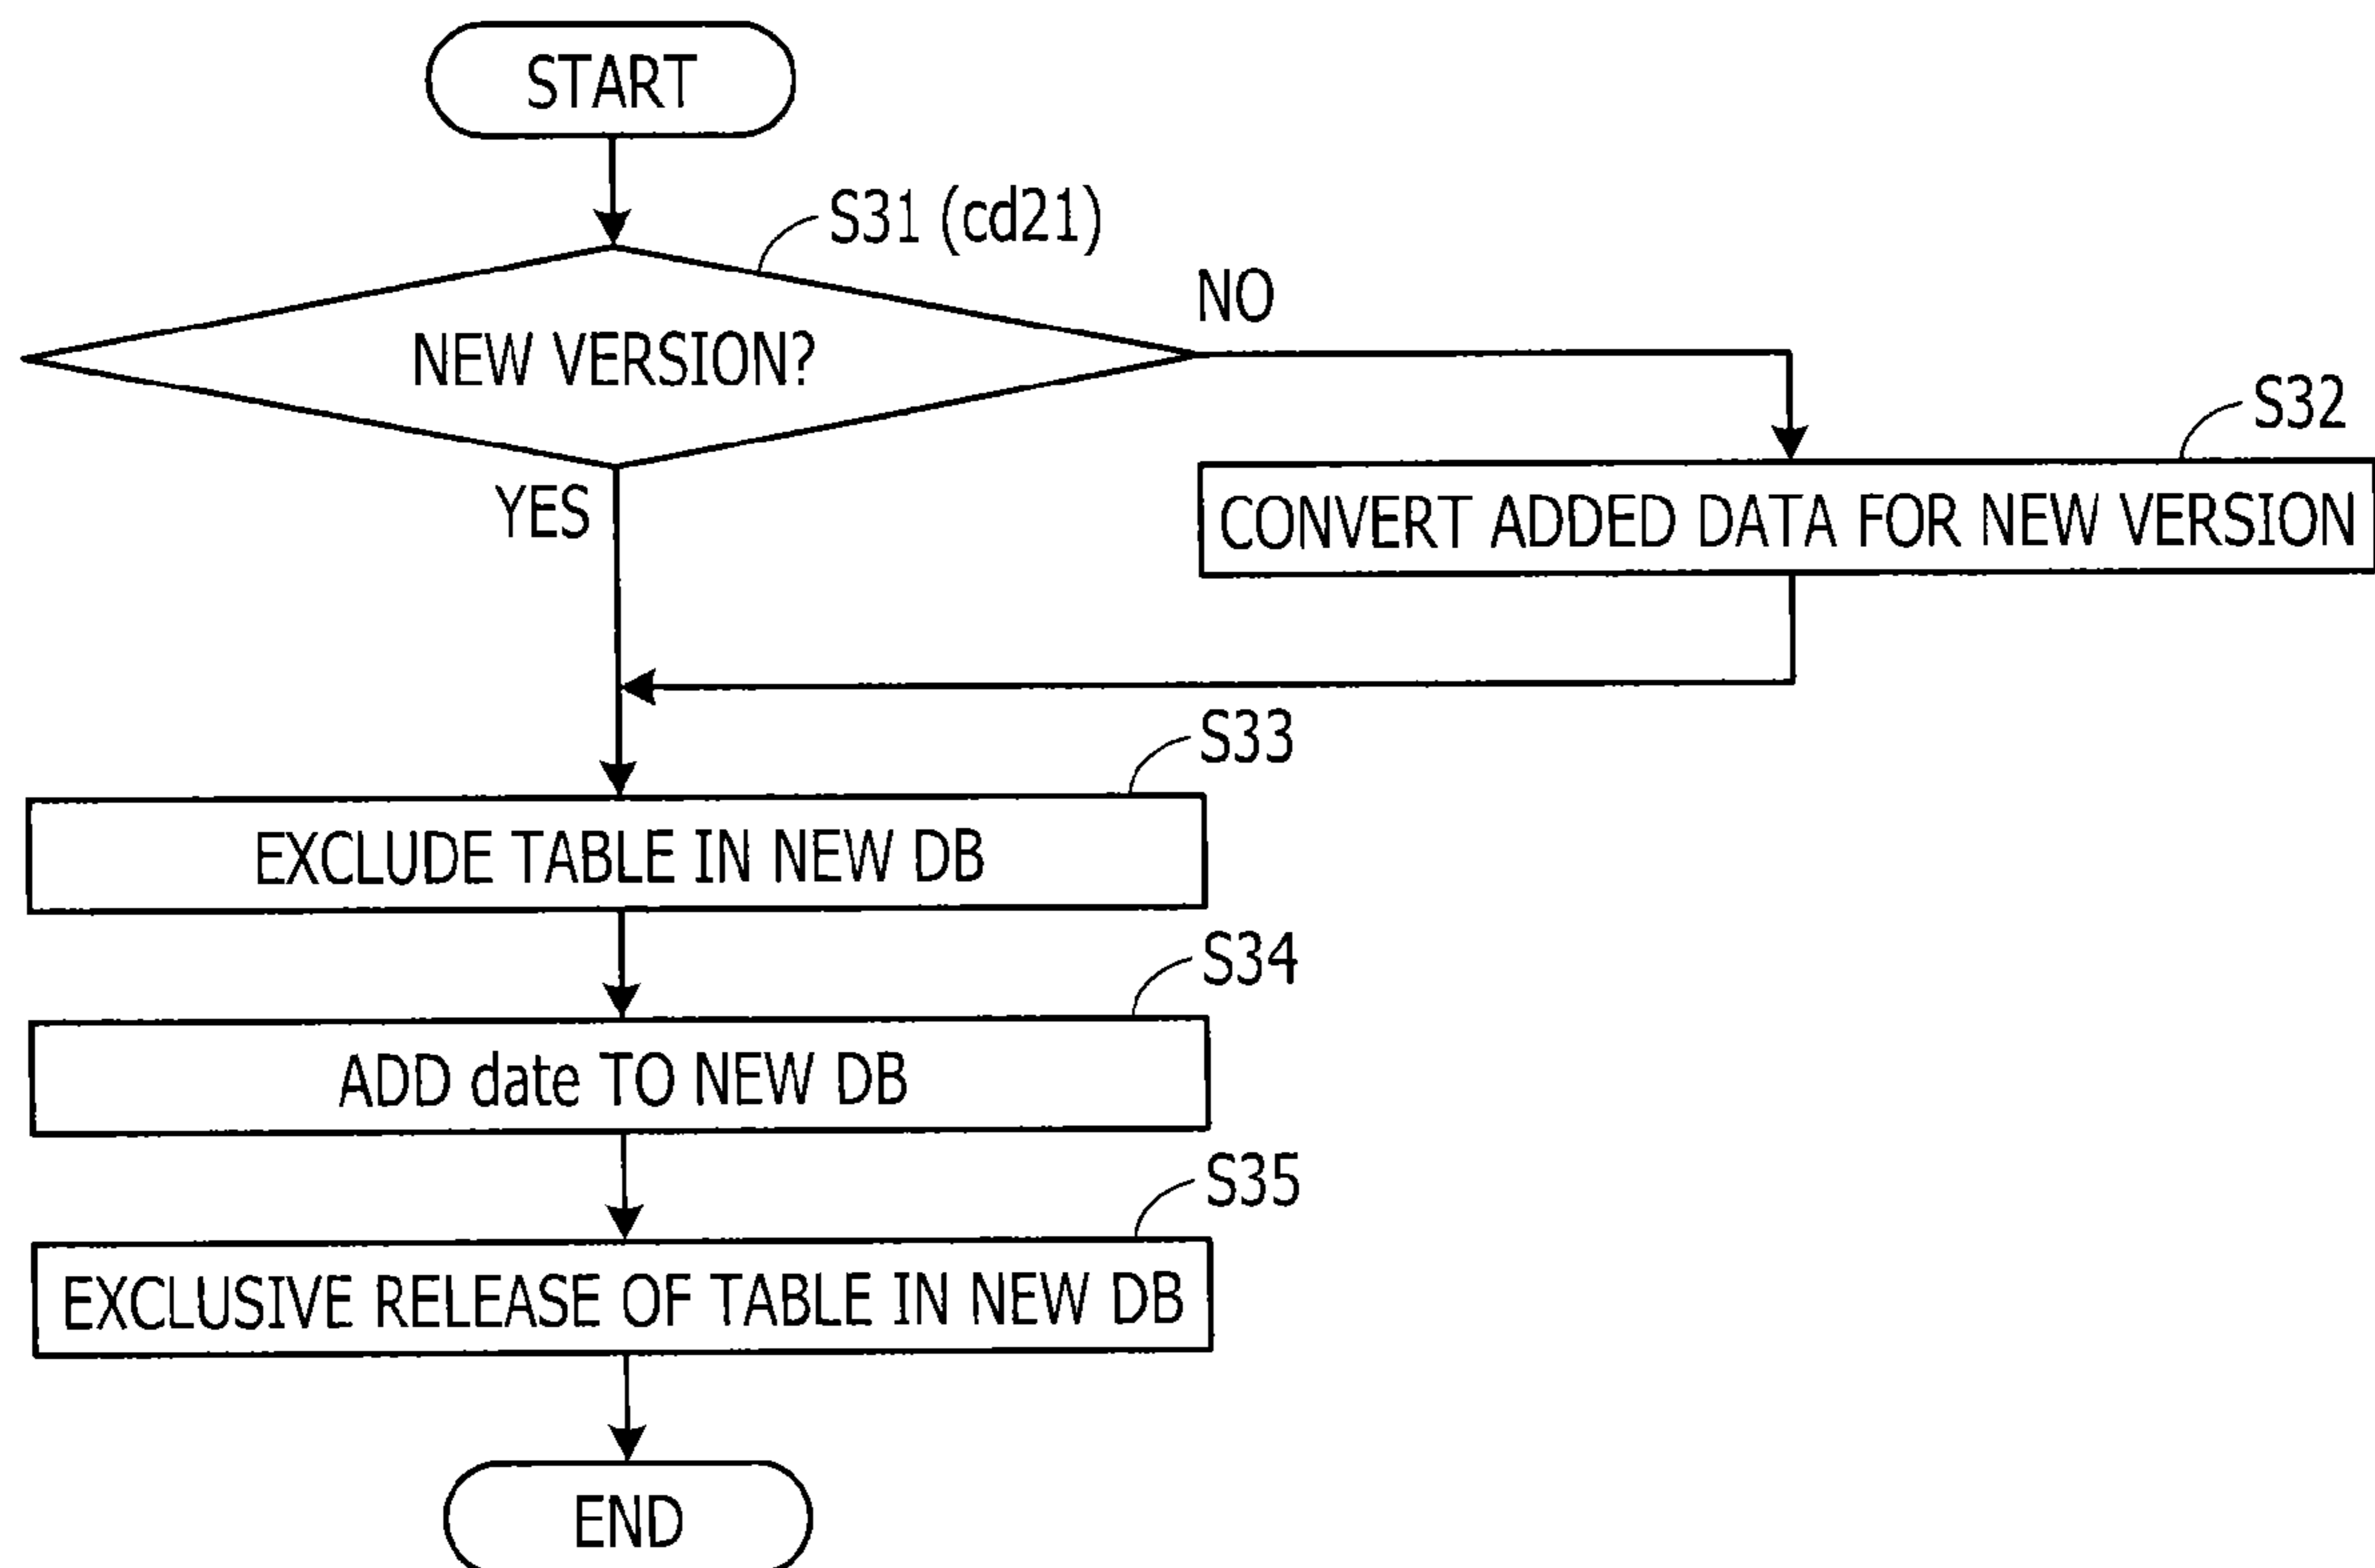 START
S31 (cd21)
NEW VERSION?
NO
YES
S32
CONVERT ADDED DATA FOR NEW VERSION
S33
EXCLUDE TABLE IN NEW DB
S34
ADD date TO NEW DB
S35
EXCLUSIVE RELEASE OF TABLE IN NEW DB
END